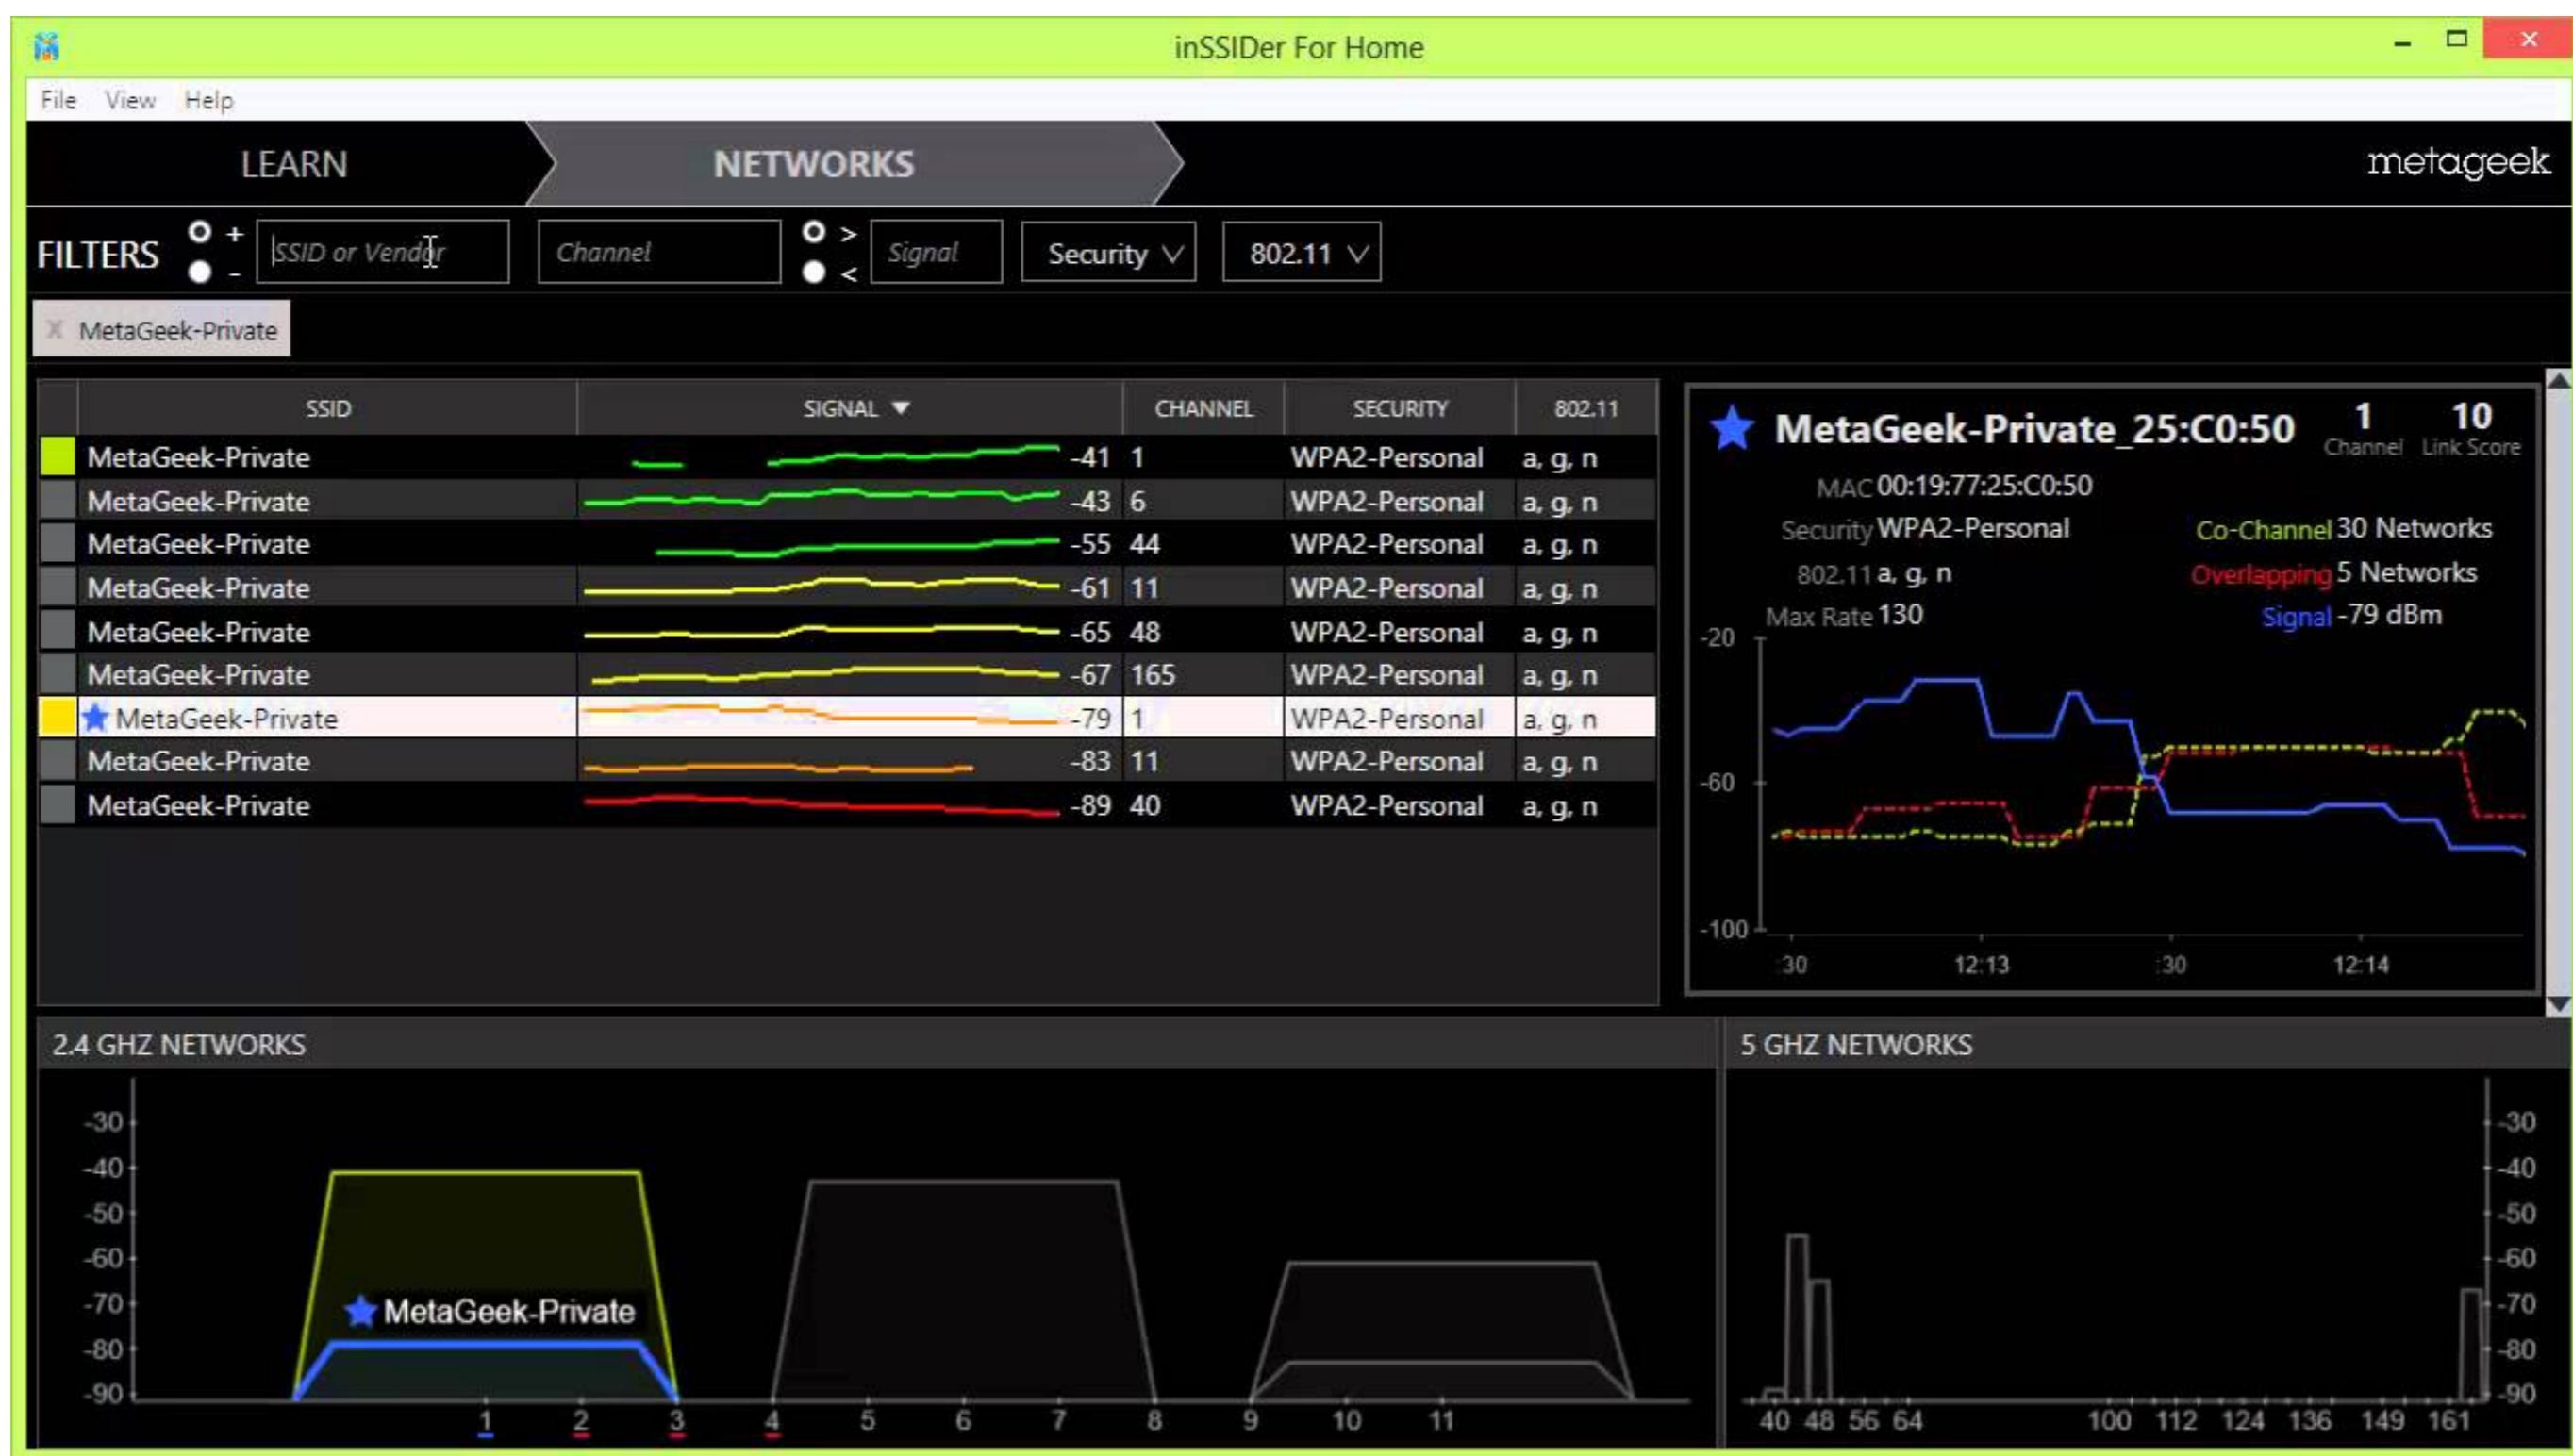 inSSIDer For Home
File View Help
LEARN NETWORKS metageek
FILTERS + - SSID or Vendor Channel > < Signal Security 802.11
X MetaGeek-Private
SSID SIGNAL CHANNEL SECURITY 802.11
MetaGeek-Private -41 1 WPA2-Personal a, g, n
MetaGeek-Private -43 6 WPA2-Personal a, g, n
MetaGeek-Private -55 44 WPA2-Personal a, g, n
MetaGeek-Private -61 11 WPA2-Personal a, g, n
MetaGeek-Private -65 48 WPA2-Personal a, g, n
MetaGeek-Private -67 165 WPA2-Personal a, g, n
MetaGeek-Private -79 1 WPA2-Personal a, g, n
MetaGeek-Private -83 11 WPA2-Personal a, g, n
MetaGeek-Private -89 40 WPA2-Personal a, g, n
MetaGeek-Private_25:C0:50 1 Channel 10 Link Score
MAC 00:19:77:25:C0:50
Security WPA2-Personal Co-Channel 30 Networks
802.11 a, g, n Overlapping 5 Networks
Max Rate 130 Signal -79 dBm
-20
-60
-100
:30 12:13 :30 12:14
2.4 GHZ NETWORKS
-30
-40
-50
-60
-70
-80
-90
MetaGeek-Private
1 2 3 4 5 6 7 8 9 10 11
5 GHZ NETWORKS
-30
-40
-50
-60
-70
-80
-90
40 48 56 64 100 112 124 136 149 161